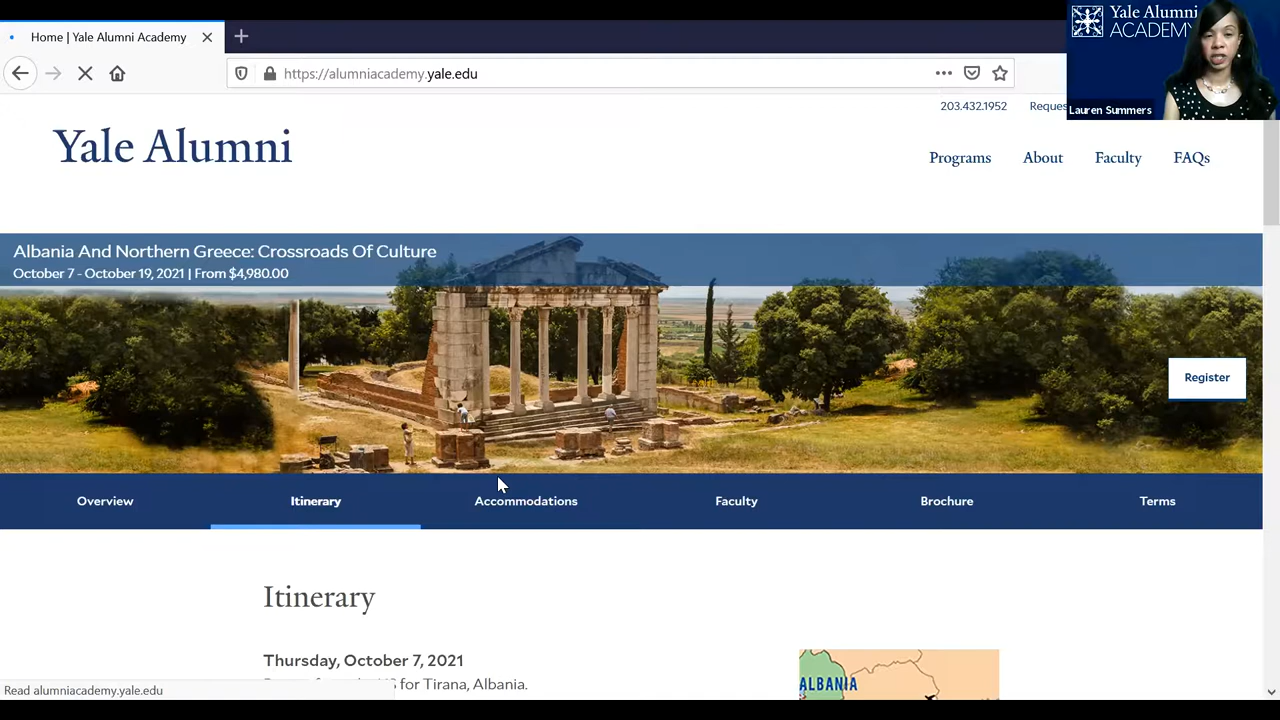 Home | Yale Alumni Academy
https://alumniacademy.yale.edu
Yale Alumni
ACADEMY
Lauren Summers
203.432.1952
Yale Alumni
Programs
About
Faculty
FAQs
Albania And Northern Greece: Crossroads Of Culture
October 7 - October 19, 2021 | From $4,980.00
Register
Overview
Itinerary
Accommodations
Faculty
Brochure
Terms
Itinerary
Thursday, October 7, 2021
for Tirana, Albania.
ALBANIA
Read alumniacademy.yale.edu